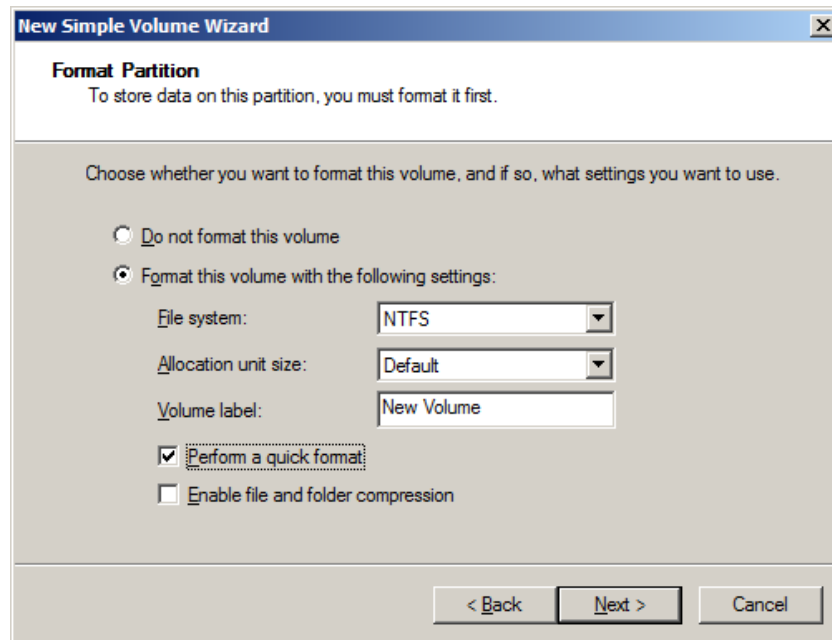 New Simple Volume Wizard
Format Partition
To store data on this partition, you must format it first.
Choose whether you want to format this volume, and if so, what settings you want to use.
Do not format this volume
Format this volume with the following settings:
File system: NTFS
Allocation unit size: Default
Volume label: New Volume
Perform a quick format
Enable file and folder compression
< Back Next > Cancel